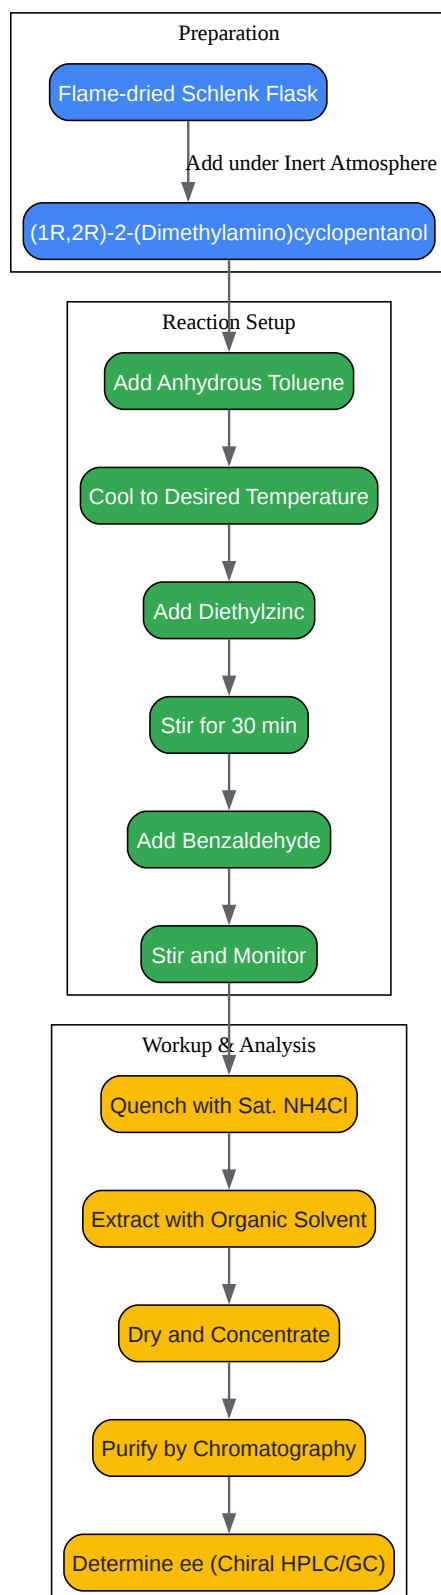 Preparation
Flame-dried Schlenk Flask
Add under Inert Atmosphere
(1R,2R)-2-(Dimethylamino)cyclopentanol
Reaction Setup
Add Anhydrous Toluene
Cool to Desired Temperature
Add Diethylzinc
Stir for 30 min
Add Benzaldehyde
Stir and Monitor
Workup & Analysis
Quench with Sat. NH4Cl
Extract with Organic Solvent
Dry and Concentrate
Purify by Chromatography
Determine ee (Chiral HPLC/GC)